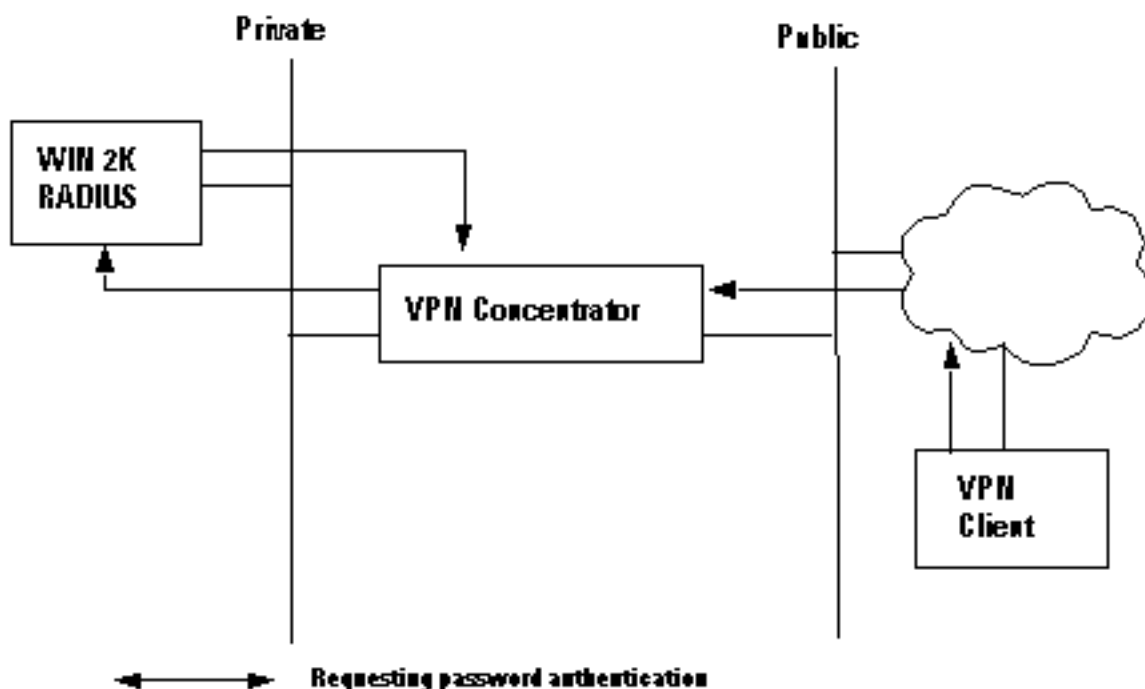 Private
Public
WIN 2K
RADIUS
VPN Concentrator
VPN
Client
Requesting password authentication